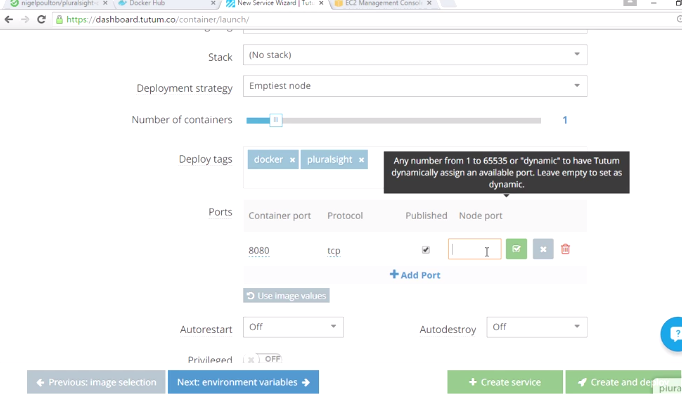 nigelpoulton/pluralsight-
Docker Hub
New Service Wizard | Tut
EC2 Management Consol
https://dashboard.tutum.co/container/launch/
Stack
(No stack)
Deployment strategy
Emptiest node
Number of containers
1
Deploy tags
docker ×
pluralsight ×
Any number from 1 to 65535 or "dynamic" to have Tutum
dynamically assign an available port. Leave empty to set as
dynamic.
Ports
Container port
Protocol
Published
Node port
8080
tcp
+ Add Port
Use image values
Autorestart
Off
Autodestroy
Off
Privileged
OFF
Previous: image selection
Next: environment variables
+ Create service
Create and dep
plura